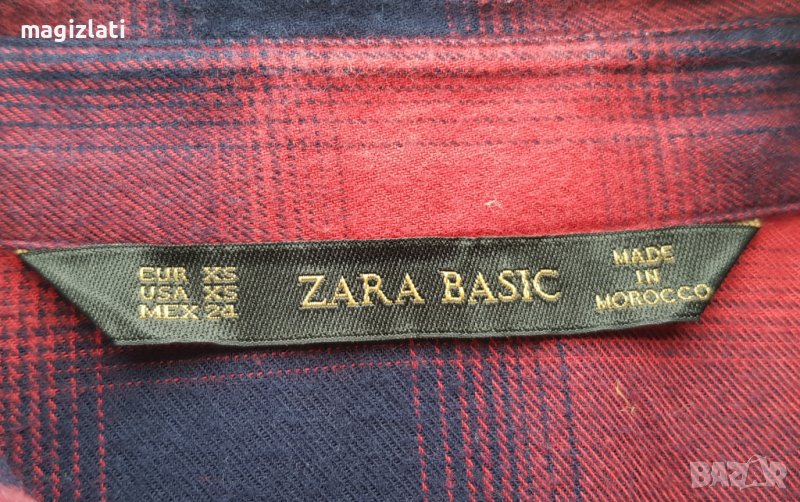 magizlati
EUR XS
USA XS
MEX 24
ZARA BASIC
MADE
IN
MOROCCO
BAZAR